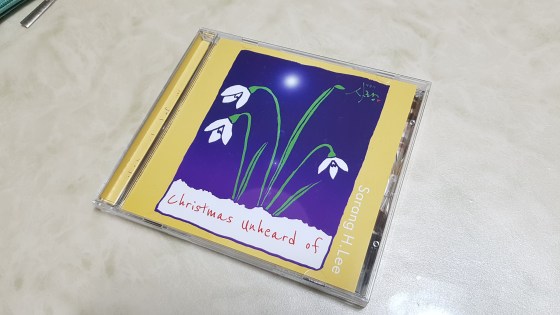 Christmas Unheard of
Sarang H. Lee